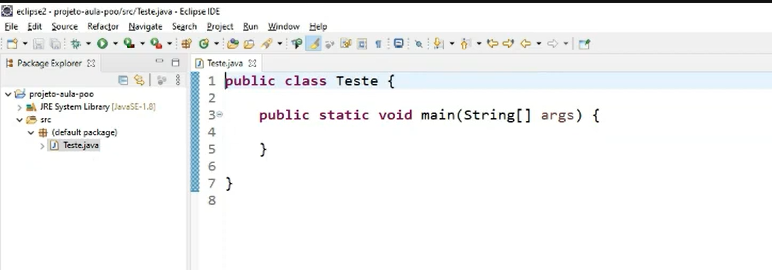 eclipse2 - projeto-aula-poo/src/Teste.java - Eclipse IDE
File Edit Source Refactor Navigate Search Project Run Window Help
Package Explorer
projeto-aula-poo
JRE System Library [JavaSE-1.8]
src
(default package)
Teste.java
Teste.java
1 public class Teste {
2
3 public static void main(String[] args) {
4
5 }
6
7 }
8